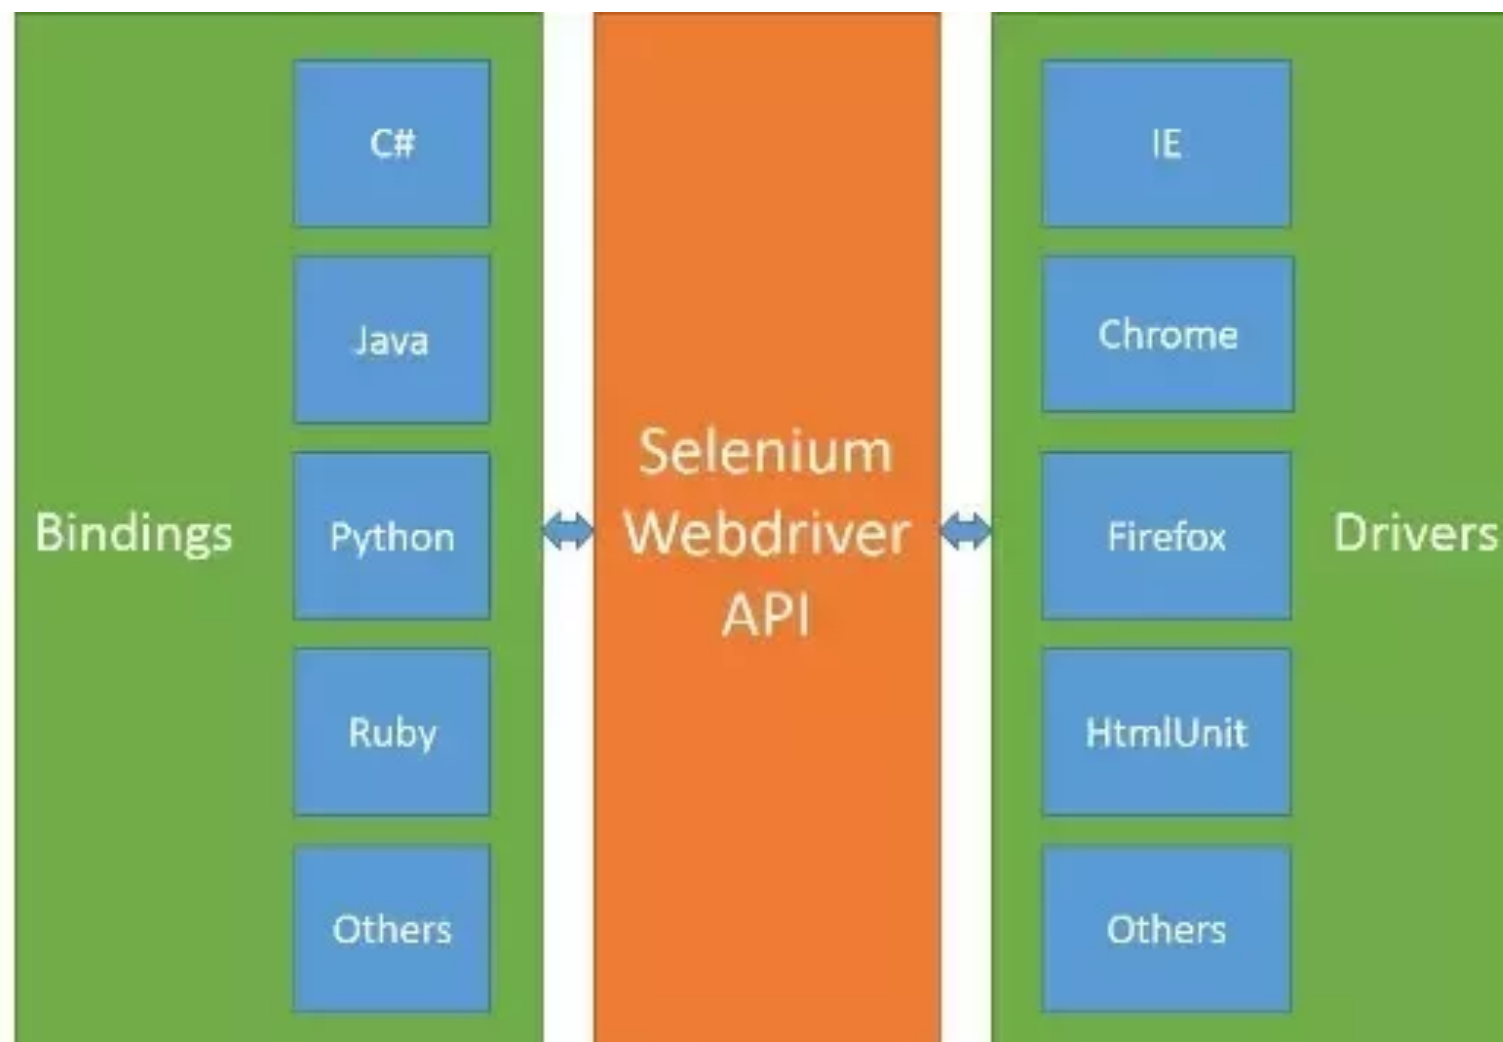 Bindings
C#
Java
Python
Ruby
Others
Selenium
Webdriver
API
IE
Chrome
Firefox
HtmlUnit
Others
Drivers